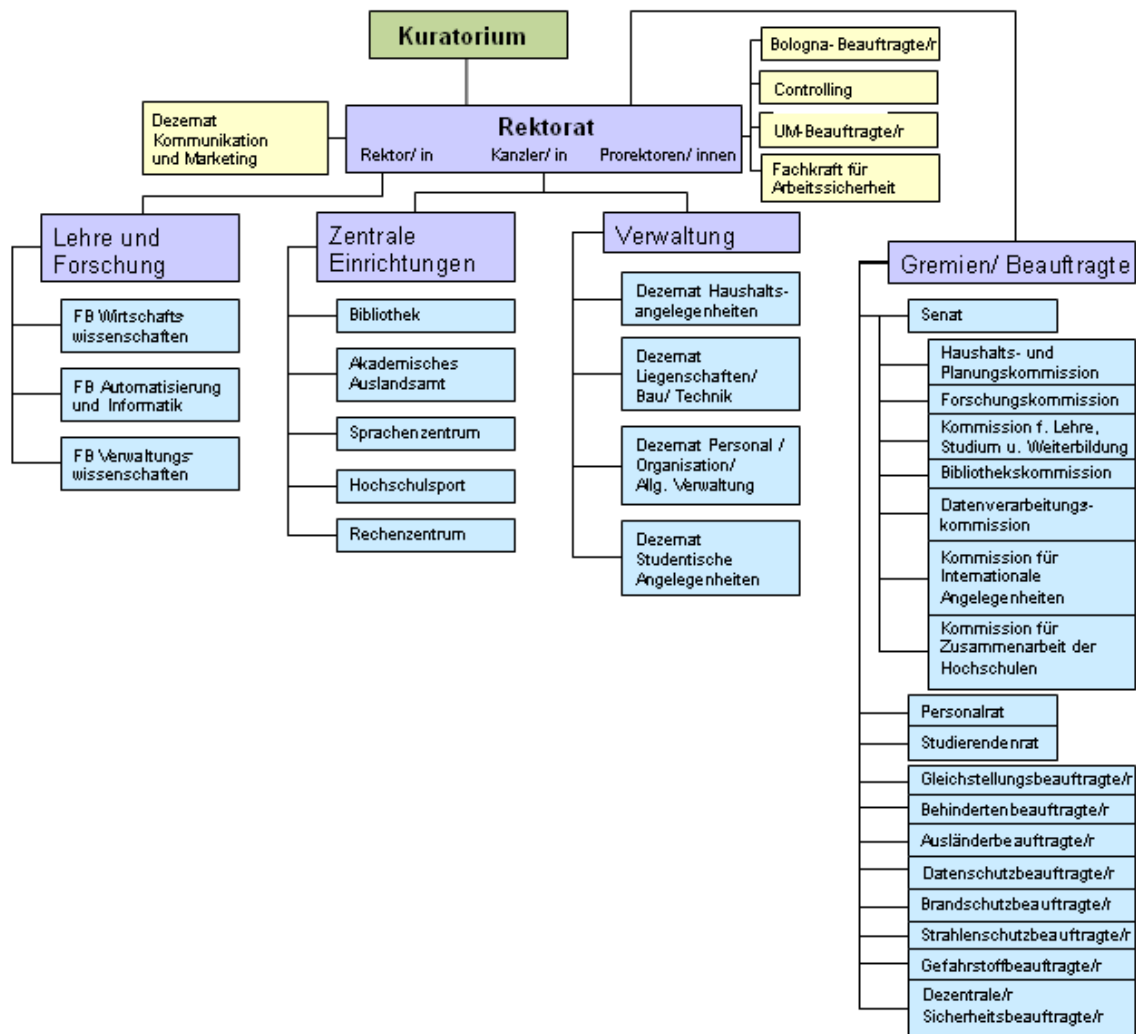 Kuratorium
Bologna- Beauftragte/r
Controlling
UM-Beauftragte/r
Fachkraft für
Arbeitssicherheit
Dezernat
Kommunikation
und Marketing
Rektorat
Rektor/ in Kanzler/ in Prorektoren/ innen
Lehre und
Forschung
FB Wirtschafts-
wissenschaften
FB Automatisierung
und Informatik
FB Verwaltungs-
wissenschaften
Zentrale
Einrichtungen
Bibliothek
Akademisches
Auslandsamt
Sprachenzentrum
Hochschulsport
Rechenzentrum
Verwaltung
Dezernat Haushalts-
angelegenheiten
Dezernat
Liegenschaften/
Bau/ Technik
Dezernat Personal /
Organisation/
Allg. Verwaltung
Dezernat
Studentische
Angelegenheiten
Gremien/ Beauftragte
Senat
Haushalts- und
Planungskommission
Forschungskommission
Kommission f. Lehre,
Studium u. Weiterbildung
Bibliothekskommission
Datenverarbeitungs-
kommission
Kommission für
Internationale
Angelegenheiten
Kommission für
Zusammenarbeit der
Hochschulen
Personalrat
Studierendenrat
Gleichstellungsbeauftragte/r
Behindertenbeauftragte/r
Ausländerbeauftragte/r
Datenschutzbeauftragte/r
Brandschutzbeauftragte/r
Strahlenschutzbeauftragte/r
Gefahrstoffbeauftragte/r
Dezentrale/r
Sicherheitsbeauftragte/r